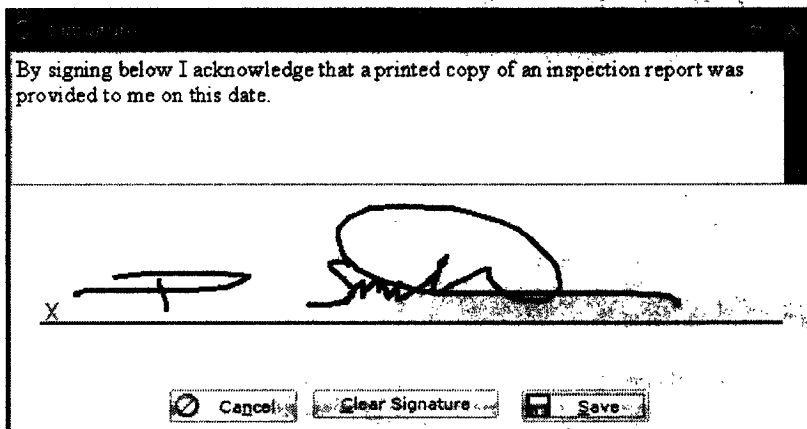 Signature
By signing below I acknowledge that a printed copy of an inspection report was
provided to me on this date.
X
Cancel Clear Signature Save